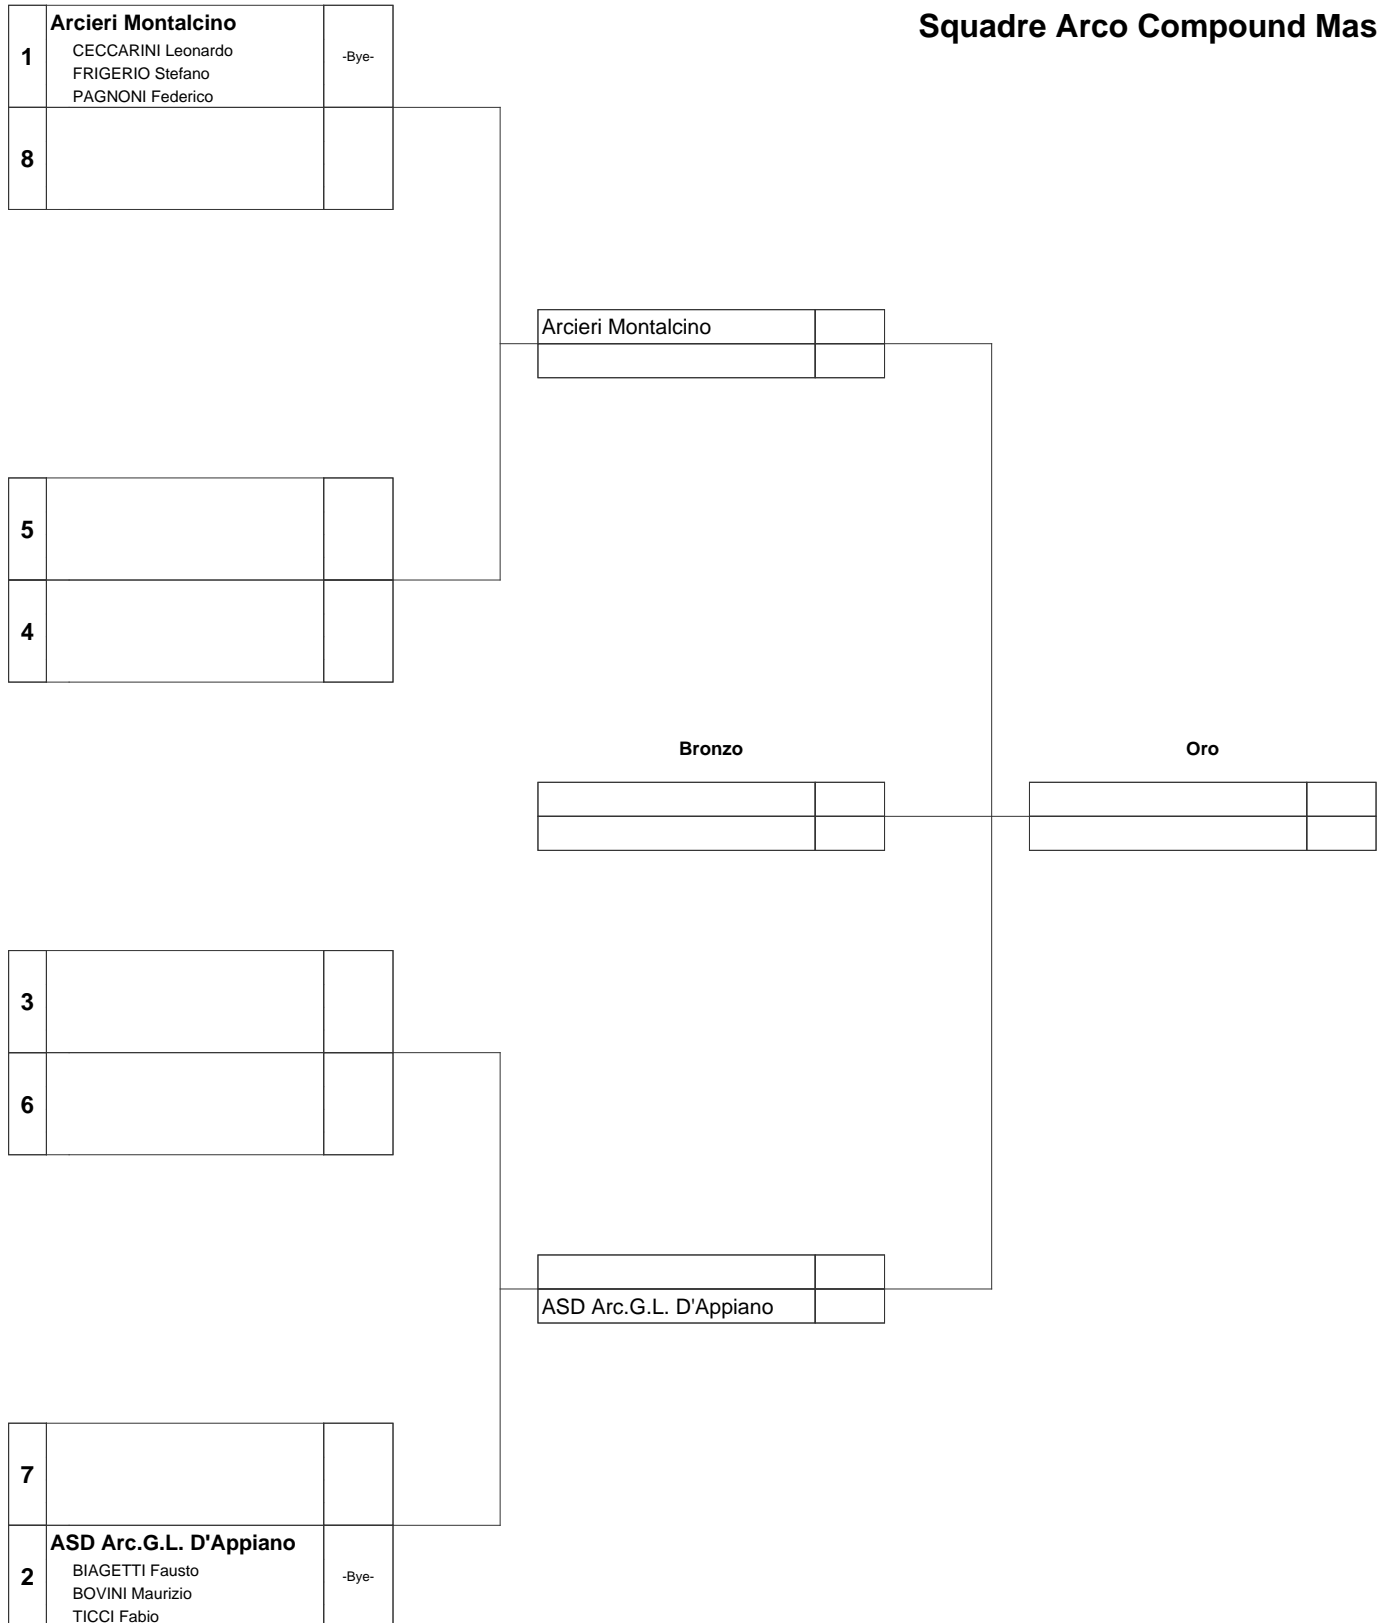 Squadre Arco Compound Mas
1
Arcieri Montalcino
CECCARINI Leonardo
FRIGERIO Stefano
PAGNONI Federico
-Bye-
8
Arcieri Montalcino
5
4
Bronzo
Oro
3
6
ASD Arc.G.L. D'Appiano
7
2
ASD Arc.G.L. D'Appiano
BIAGETTI Fausto
BOVINI Maurizio
TICCI Fabio
-Bye-